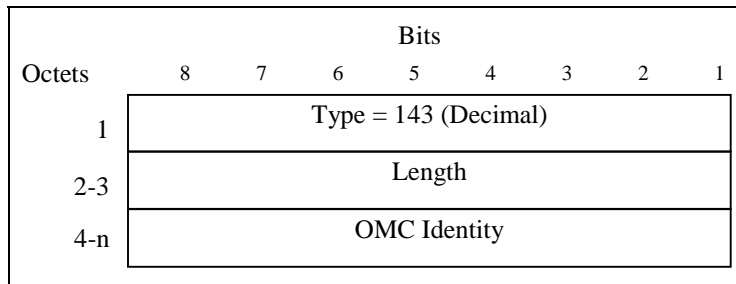 Bits
Octets 8 7 6 5 4 3 2 1
1 Type = 143 (Decimal)
2-3 Length
4-n OMC Identity